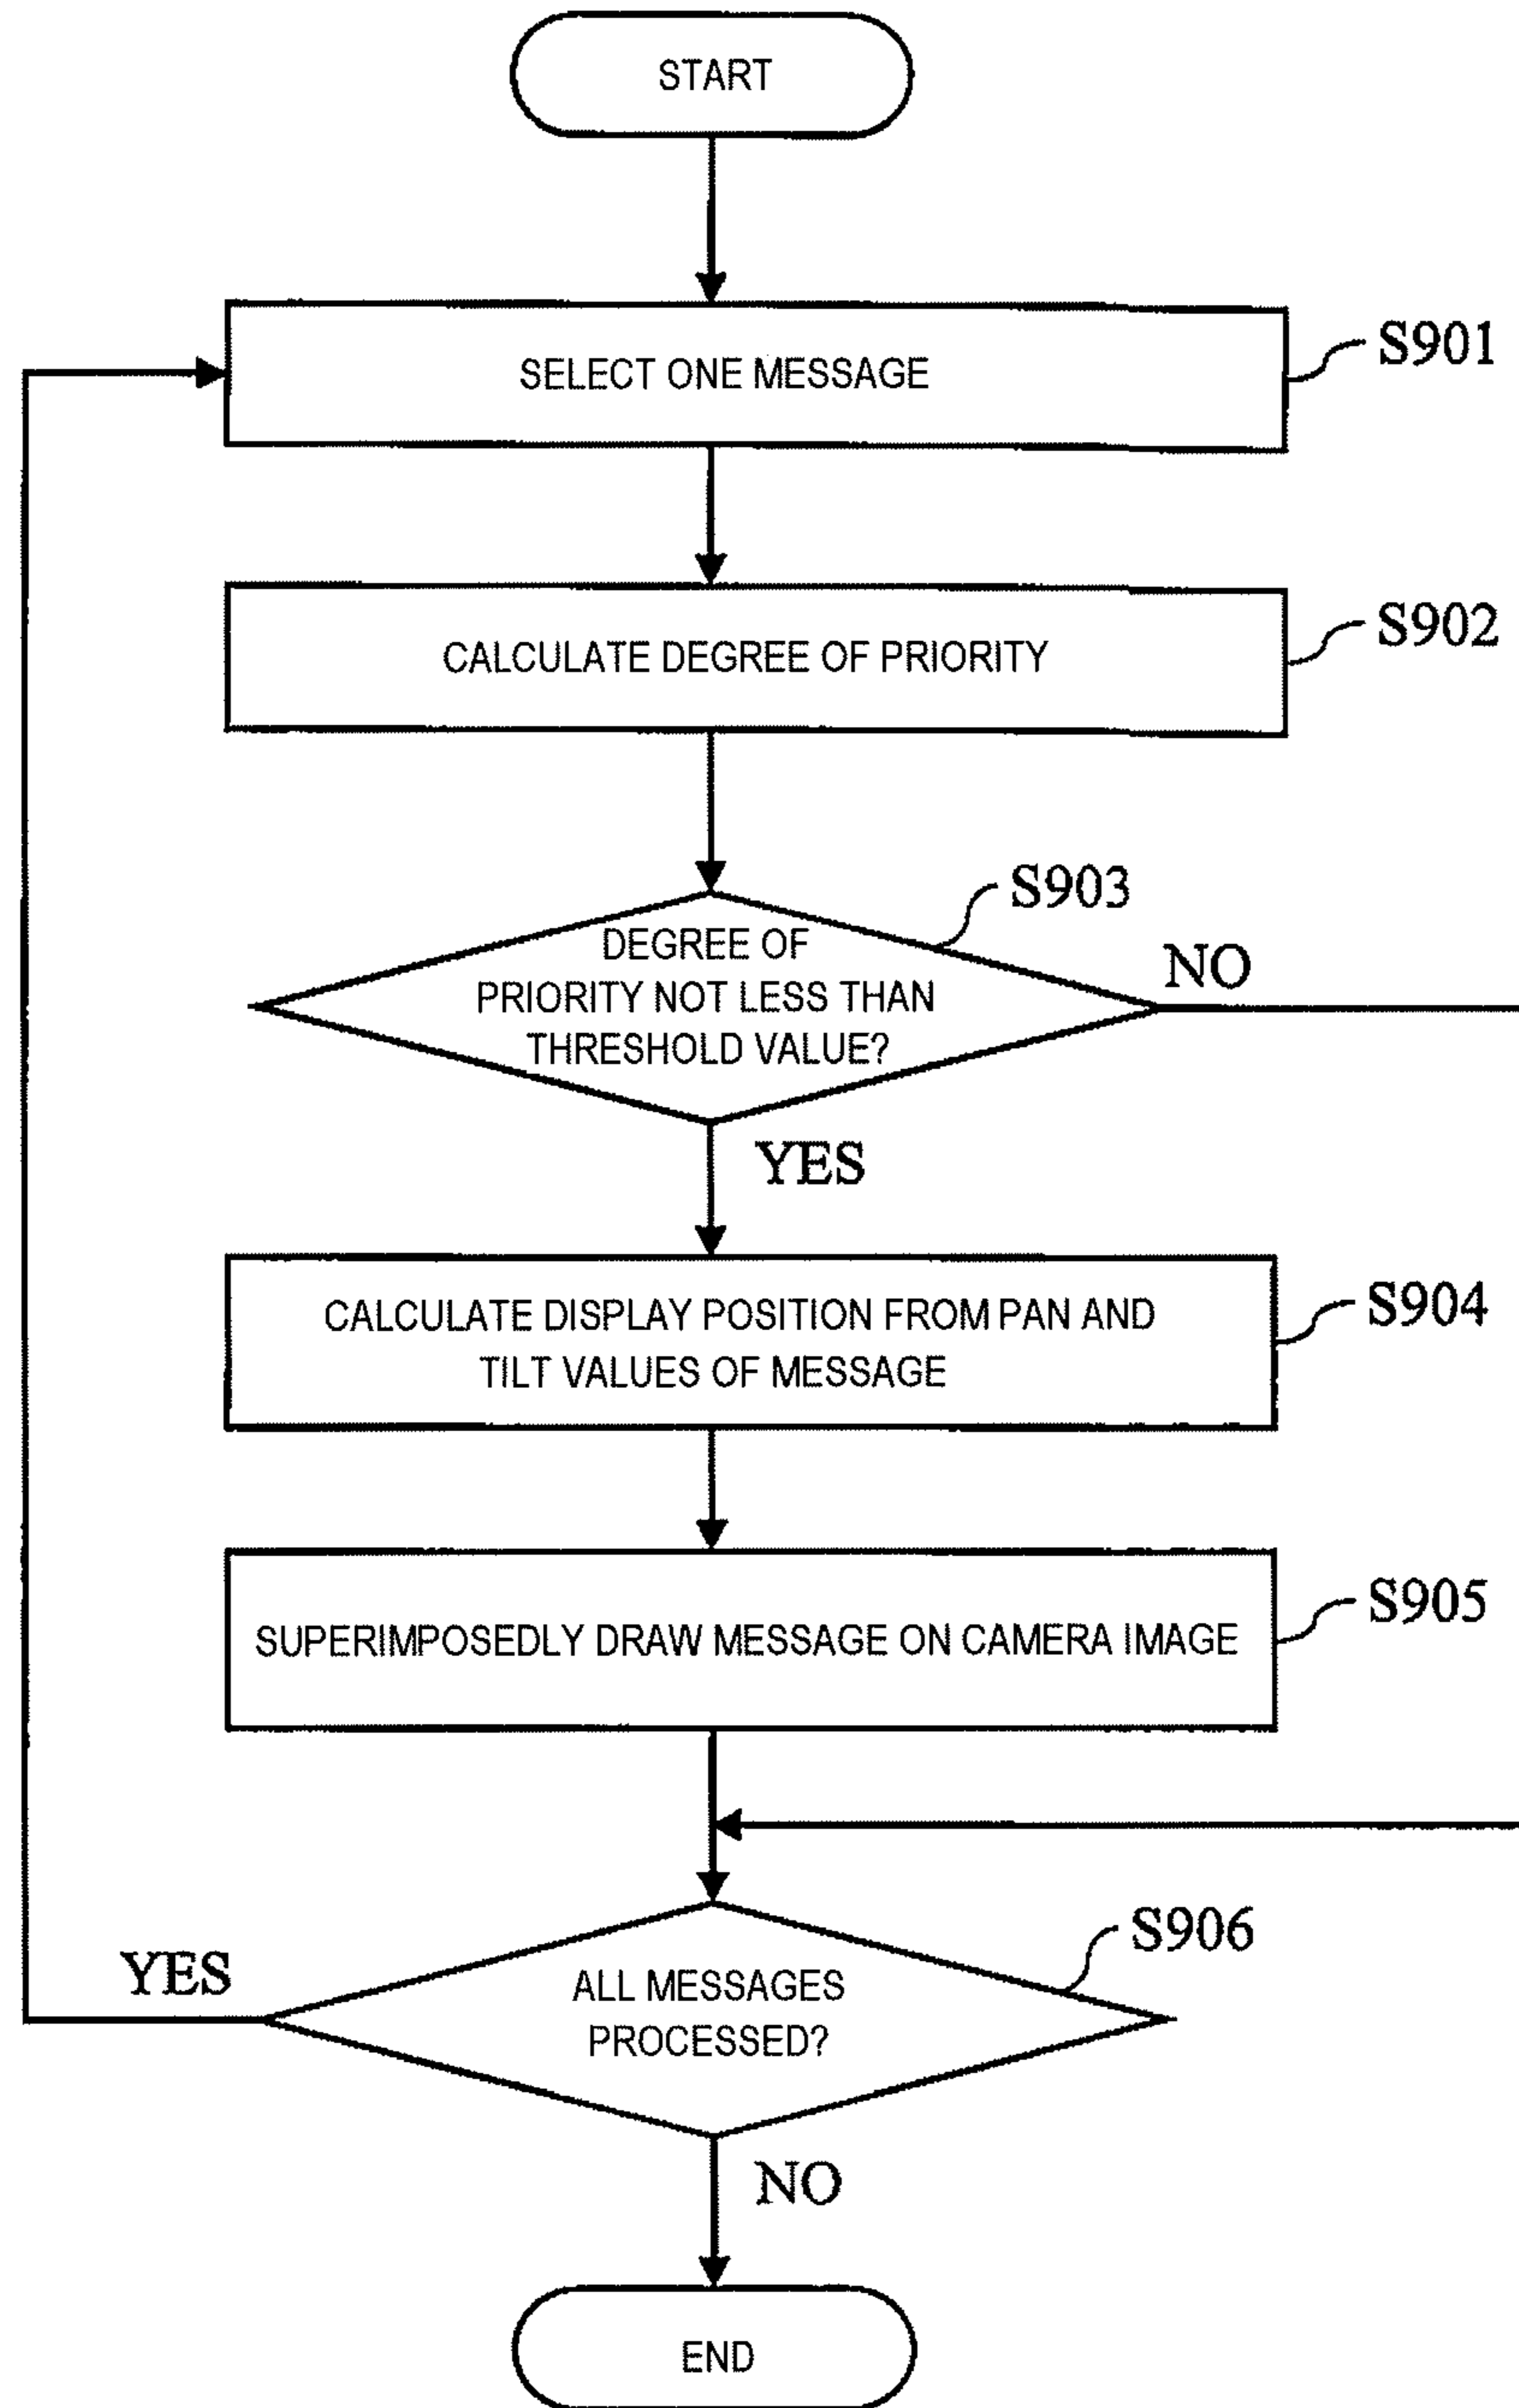 START
SELECT ONE MESSAGE
S901
CALCULATE DEGREE OF PRIORITY
S902
S903
DEGREE OF
PRIORITY NOT LESS THAN
THRESHOLD VALUE?
NO
YES
CALCULATE DISPLAY POSITION FROM PAN AND
TILT VALUES OF MESSAGE
S904
SUPERIMPOSEDLY DRAW MESSAGE ON CAMERA IMAGE
S905
S906
YES
ALL MESSAGES
PROCESSED?
NO
END